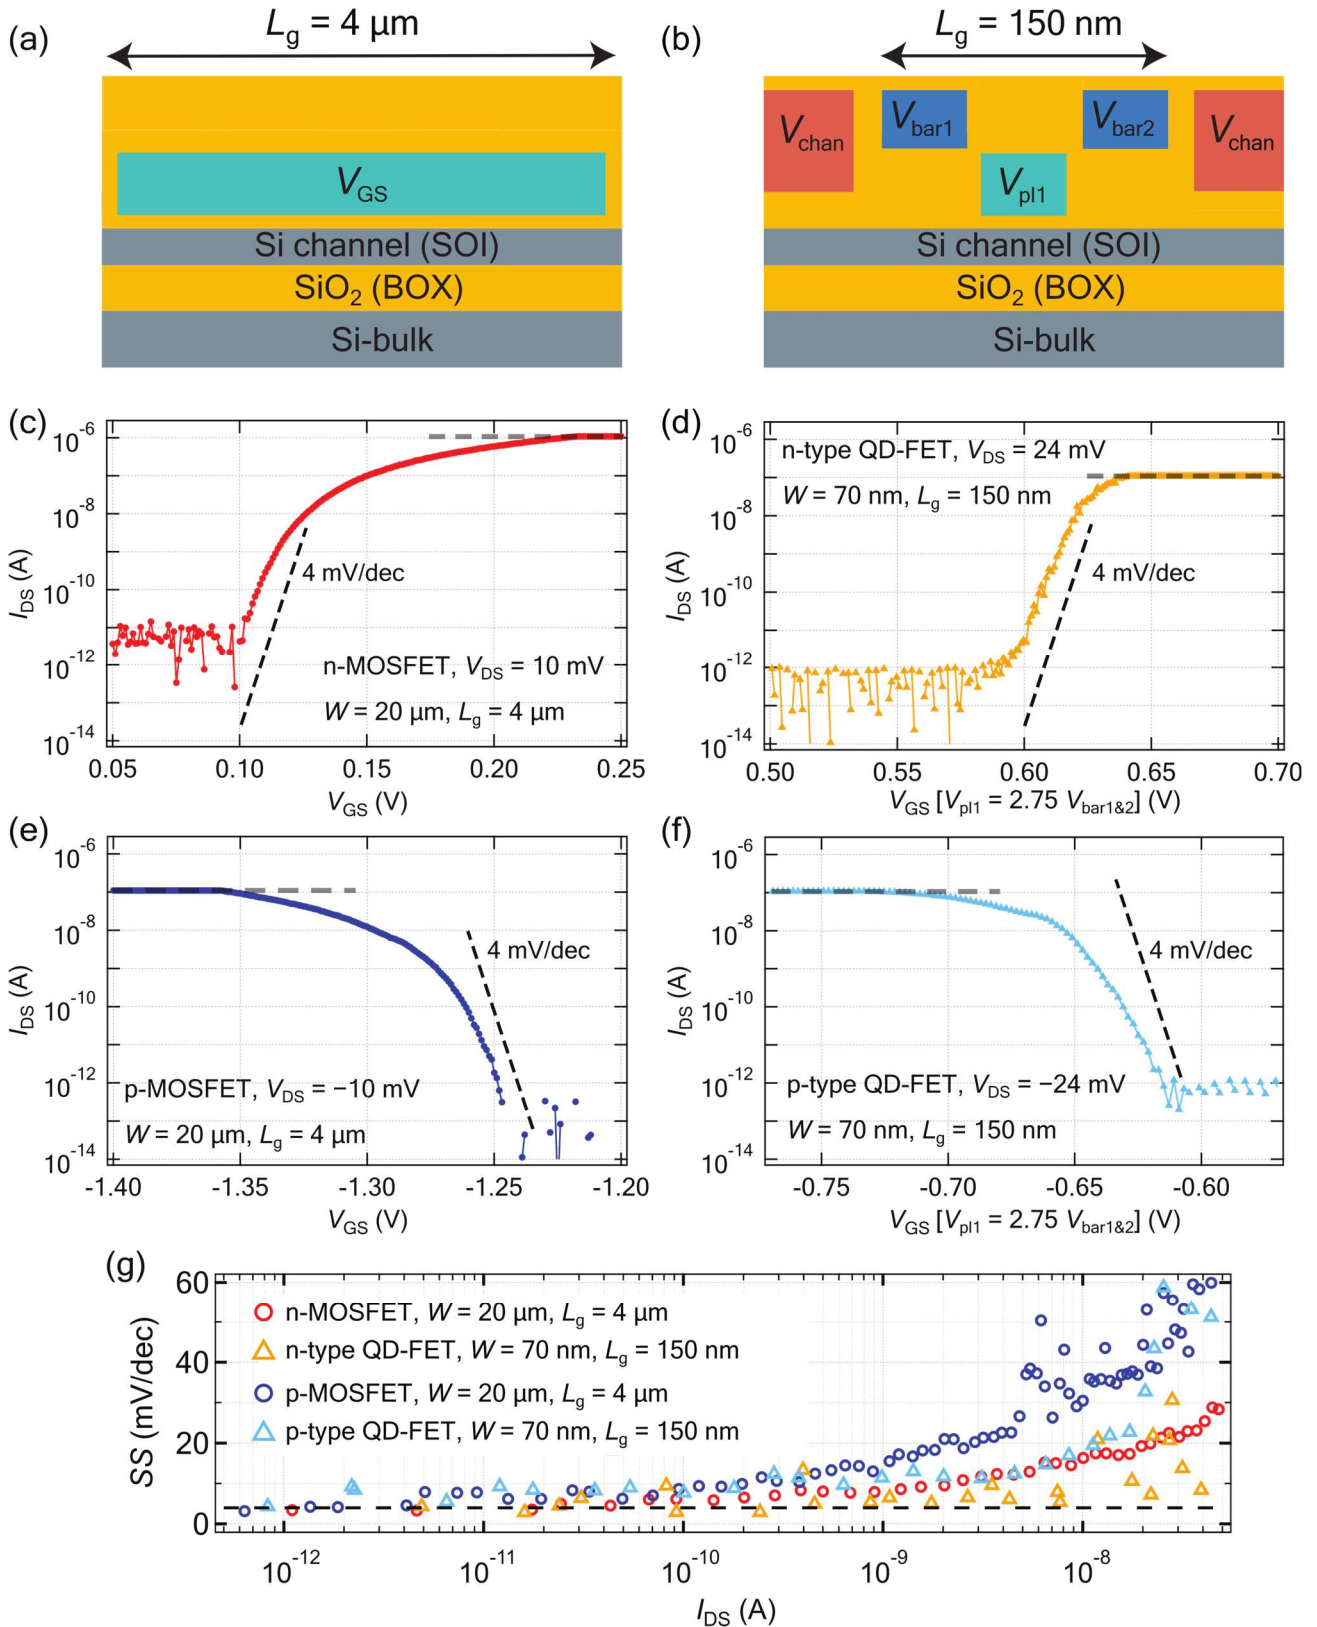 (a)
L_g = 4 µm
V_GS
Si channel (SOI)
SiO₂ (BOX)
Si-bulk
(b)
L_g = 150 nm
V_chan
V_bar1
V_bar2
V_chan
V_pl1
Si channel (SOI)
SiO₂ (BOX)
Si-bulk
(c)
I_DS (A)
10⁻⁶
10⁻⁸
10⁻¹⁰
10⁻¹²
10⁻¹⁴
4 mV/dec
n-MOSFET, V_DS = 10 mV
W = 20 µm, L_g = 4 µm
0.05 0.10 0.15 0.20 0.25
V_GS (V)
(d)
I_DS (A)
10⁻⁶
10⁻⁸
10⁻¹⁰
10⁻¹²
10⁻¹⁴
n-type QD-FET, V_DS = 24 mV
W = 70 nm, L_g = 150 nm
4 mV/dec
0.50 0.55 0.60 0.65 0.70
V_GS [V_pl1 = 2.75 V_bar1&2] (V)
(e)
I_DS (A)
10⁻⁶
10⁻⁸
10⁻¹⁰
10⁻¹²
10⁻¹⁴
4 mV/dec
p-MOSFET, V_DS = −10 mV
W = 20 µm, L_g = 4 µm
-1.40 -1.35 -1.30 -1.25 -1.20
V_GS (V)
(f)
I_DS (A)
10⁻⁶
10⁻⁸
10⁻¹⁰
10⁻¹²
10⁻¹⁴
4 mV/dec
p-type QD-FET, V_DS = −24 mV
W = 70 nm, L_g = 150 nm
-0.75 -0.70 -0.65 -0.60
V_GS [V_pl1 = 2.75 V_bar1&2] (V)
(g)
SS (mV/dec)
60
40
20
0
n-MOSFET, W = 20 µm, L_g = 4 µm
n-type QD-FET, W = 70 nm, L_g = 150 nm
p-MOSFET, W = 20 µm, L_g = 4 µm
p-type QD-FET, W = 70 nm, L_g = 150 nm
10⁻¹² 10⁻¹¹ 10⁻¹⁰ 10⁻⁹ 10⁻⁸
I_DS (A)